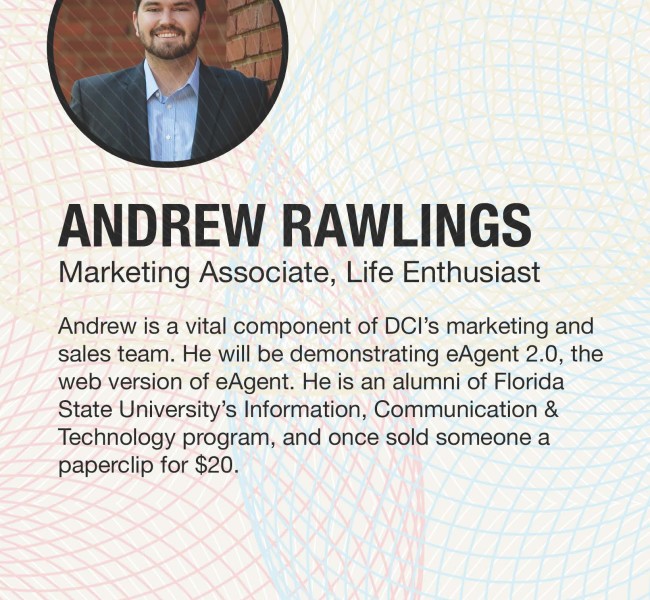 ANDREW RAWLINGS
Marketing Associate, Life Enthusiast
Andrew is a vital component of DCI’s marketing and
sales team. He will be demonstrating eAgent 2.0, the
web version of eAgent. He is an alumni of Florida
State University’s Information, Communication &
Technology program, and once sold someone a
paperclip for $20.